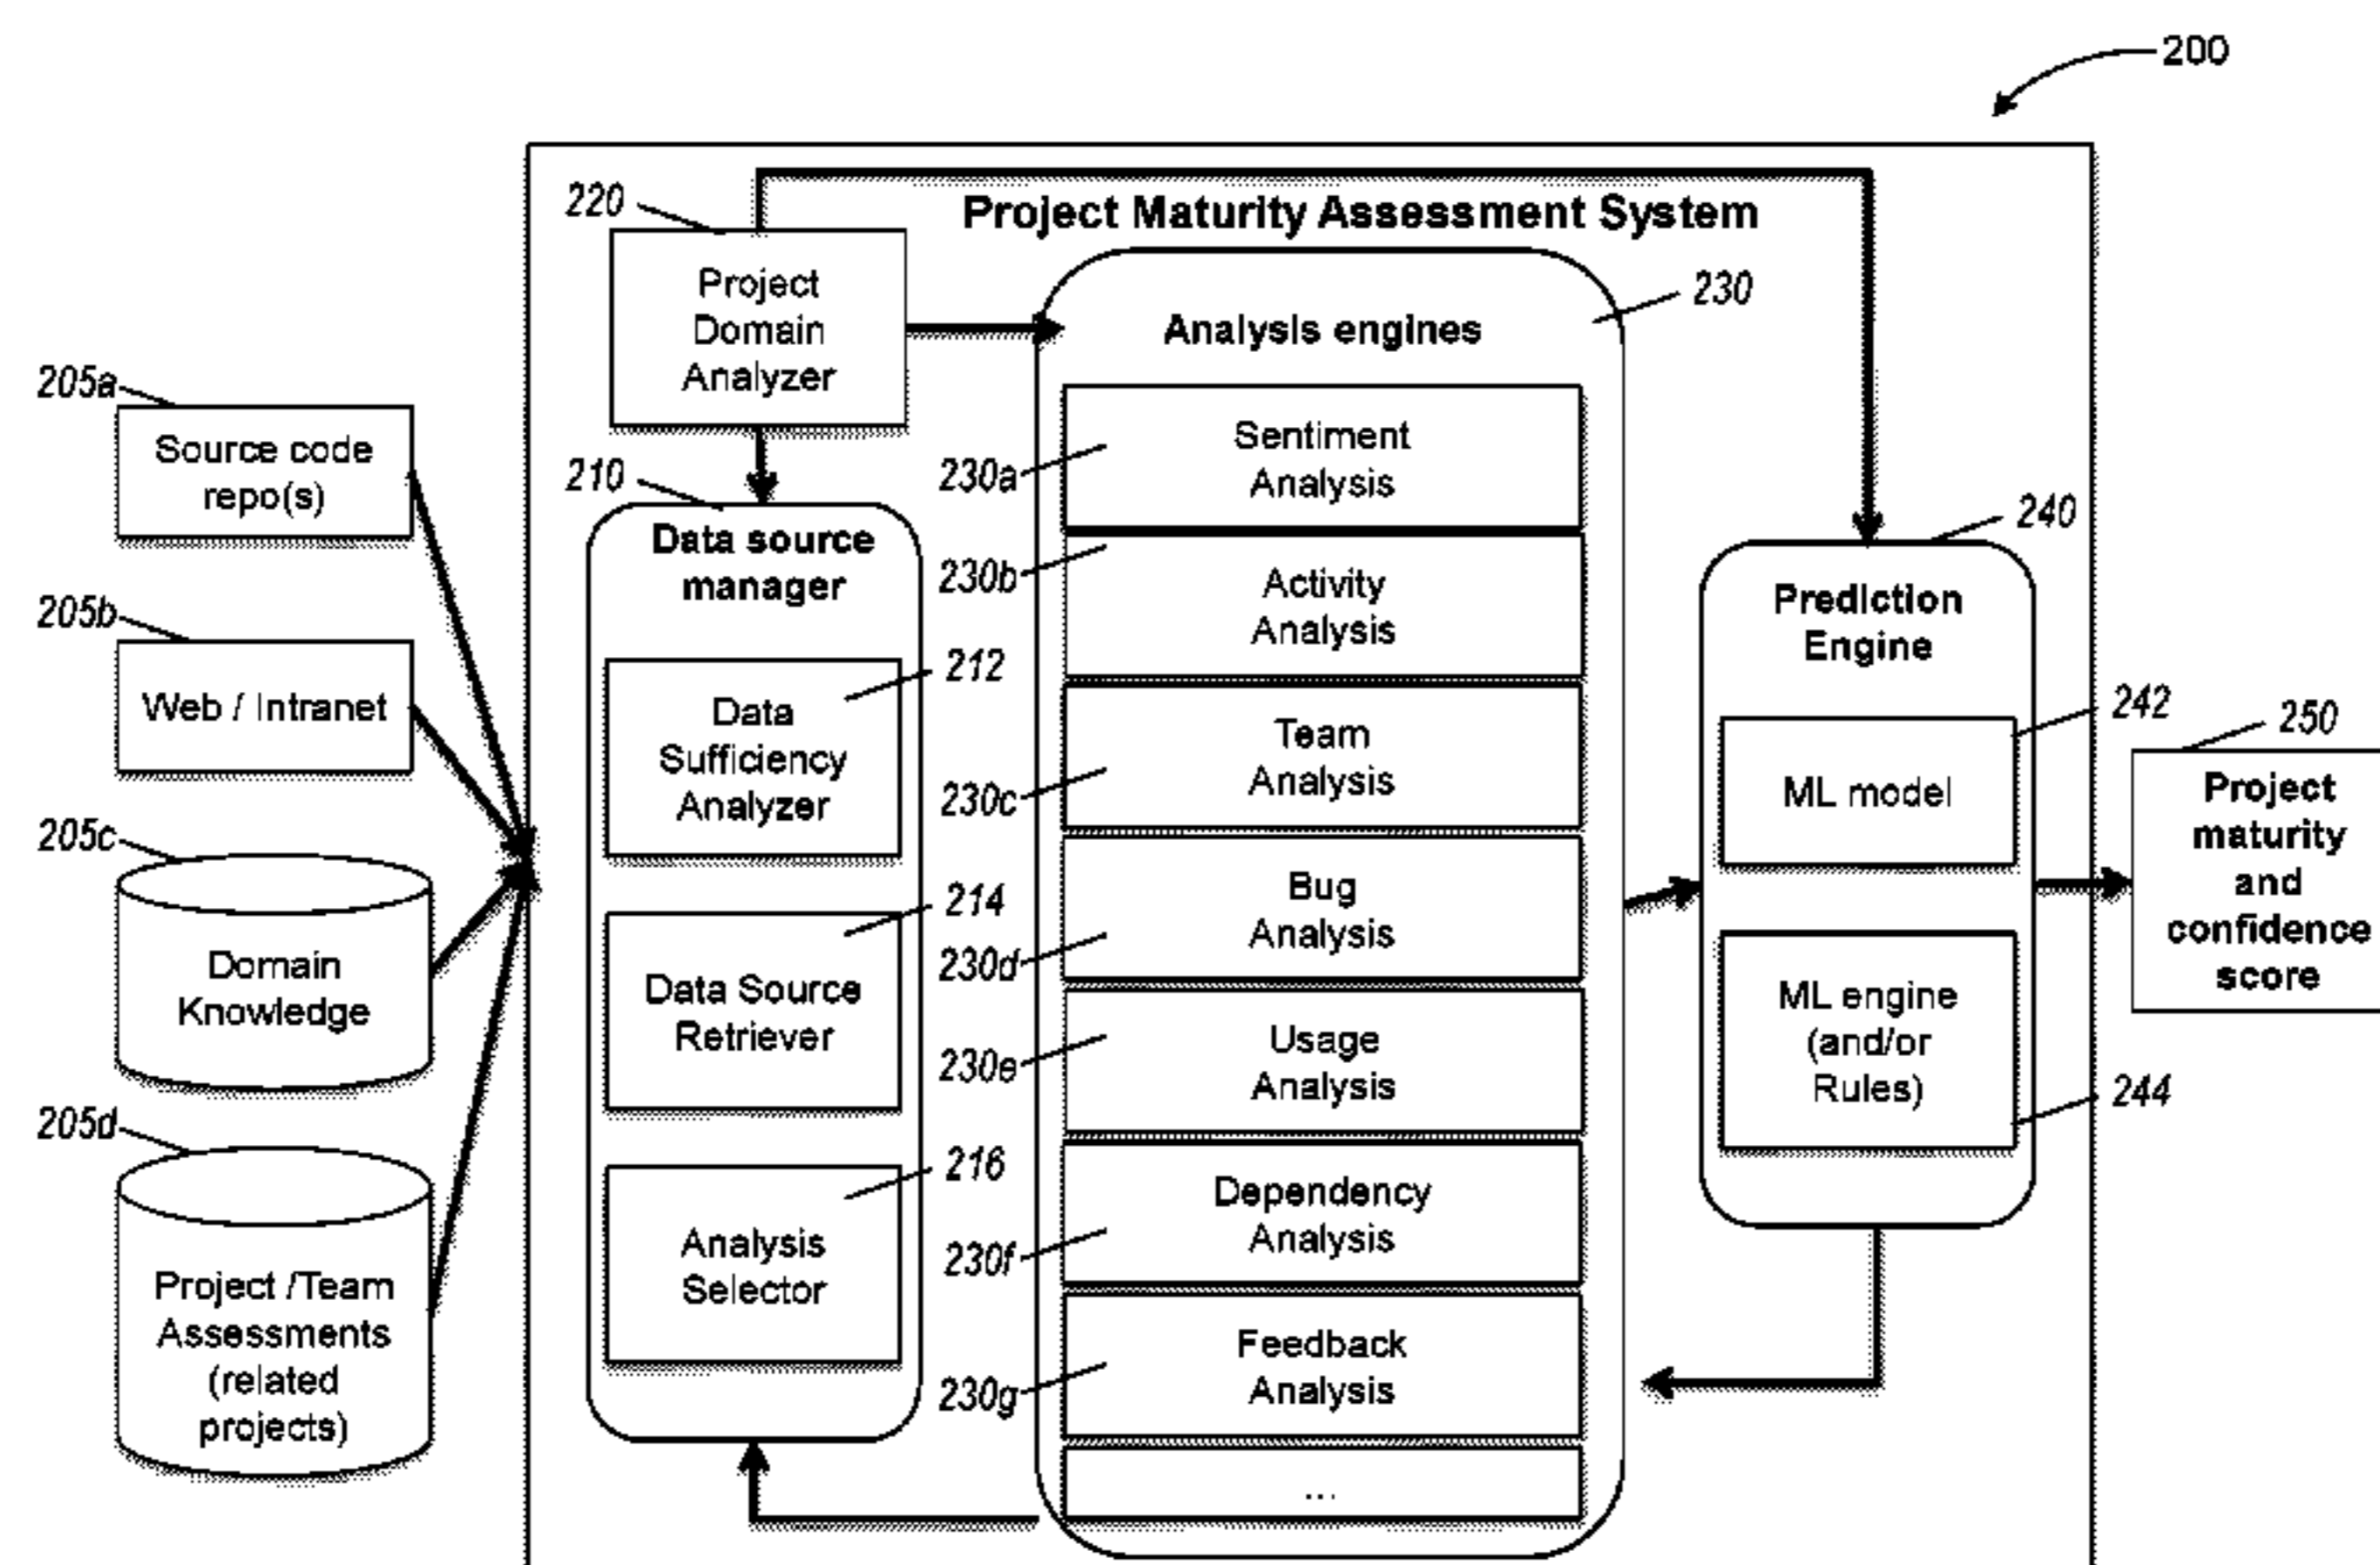 200
Project Maturity Assessment System
220
Project
Domain
Analyzer
230
Analysis engines
205a
Source code
repo(s)
205b
Web / Intranet
205c
Domain
Knowledge
205d
Project /Team
Assessments
(related
projects)
210
Data source
manager
212
Data
Sufficiency
Analyzer
214
Data Source
Retriever
216
Analysis
Selector
230a
Sentiment
Analysis
230b
Activity
Analysis
230c
Team
Analysis
230d
Bug
Analysis
230e
Usage
Analysis
230f
Dependency
Analysis
230g
Feedback
Analysis
...
240
Prediction
Engine
242
ML model
ML engine
(and/or
Rules)
244
250
Project
maturity
and
confidence
score